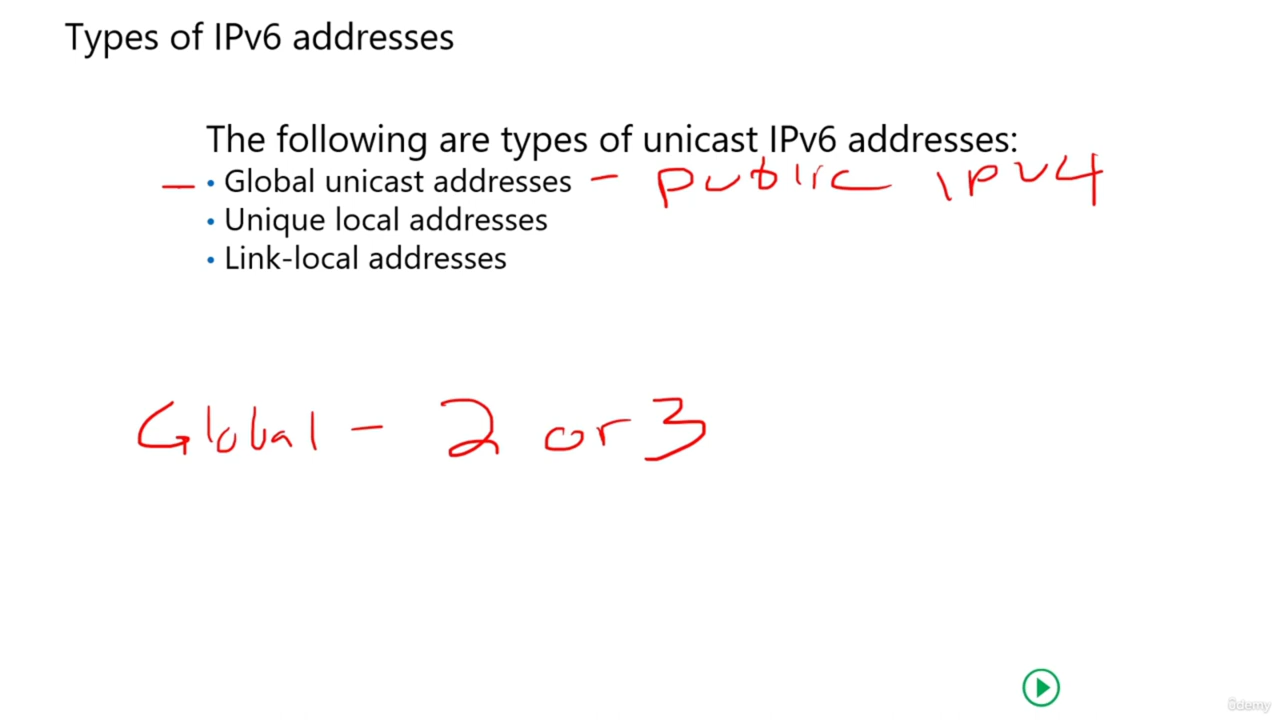 Types of IPv6 addresses
The following are types of unicast IPv6 addresses:
- • Global unicast addresses - public ipv4
• Unique local addresses
• Link-local addresses
Global - 2 or 3
ûdemy